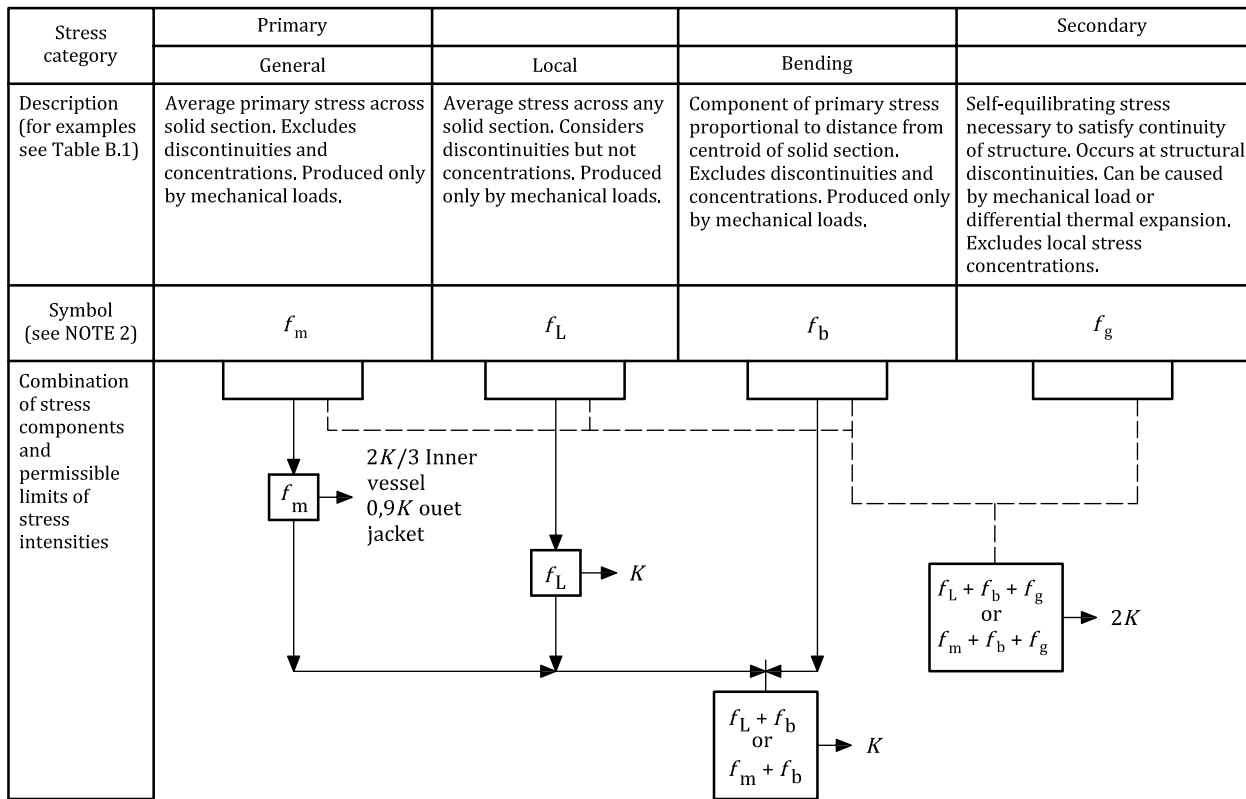 Stress
category
Primary
Secondary
General
Local
Bending
Description
(for examples
see Table B.1)
Average primary stress across
solid section. Excludes
discontinuities and
concentrations. Produced only
by mechanical loads.
Average stress across any
solid section. Considers
discontinuities but not
concentrations. Produced
only by mechanical loads.
Component of primary stress
proportional to distance from
centroid of solid section.
Excludes discontinuities and
concentrations. Produced only
by mechanical loads.
Self-equilibrating stress
necessary to satisfy continuity
of structure. Occurs at structural
discontinuities. Can be caused
by mechanical load or
differential thermal expansion.
Excludes local stress
concentrations.
Symbol
(see NOTE 2)
f_m
f_L
f_b
f_g
Combination
of stress
components
and
permissible
limits of
stress
intensities
f_m
2K/3 Inner
vessel
0,9K ouet
jacket
f_L
K
f_L + f_b + f_g
or
f_m + f_b + f_g
2K
f_L + f_b
or
f_m + f_b
K